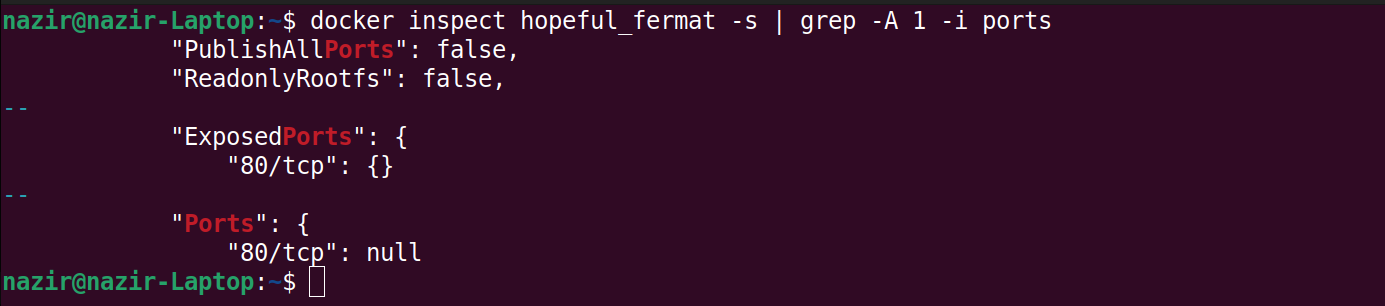 nazir@nazir-Laptop:~$ docker inspect hopeful_fermat -s | grep -A 1 -i ports
            "PublishAllPorts": false,
            "ReadonlyRootfs": false,
--
            "ExposedPorts": {
                "80/tcp": {}
--
            "Ports": {
                "80/tcp": null
nazir@nazir-Laptop:~$